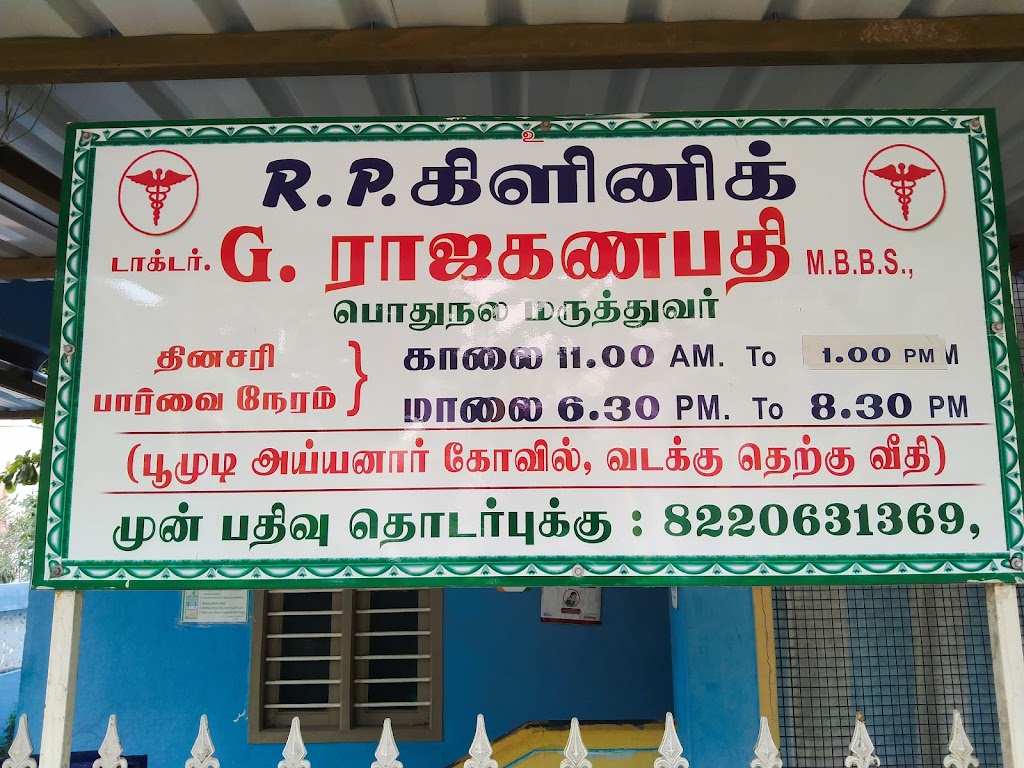 உ
R.P.கிளினிக்
டாக்டர். G. ராஜகணபதி M.B.B.S.,
பொதுநல மருத்துவர்
தினசரி
பார்வை நேரம்
காலை 11.00 AM. To 1.00 PM M
மாலை 6.30 PM. To 8.30 PM
(பூமுடி அய்யனார் கோவில், வடக்கு தெற்கு வீதி)
முன் பதிவு தொடர்புக்கு : 8220631369,